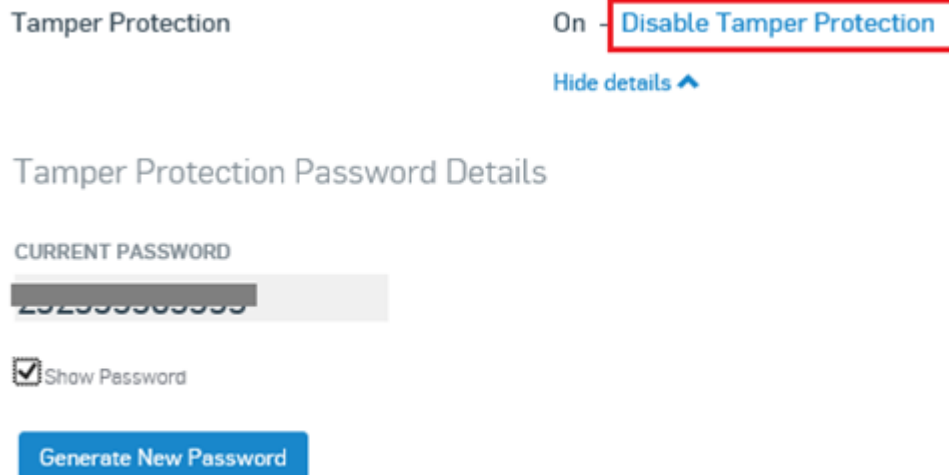 Tamper Protection On - Disable Tamper Protection
Hide details
Tamper Protection Password Details
CURRENT PASSWORD
Show Password
Generate New Password